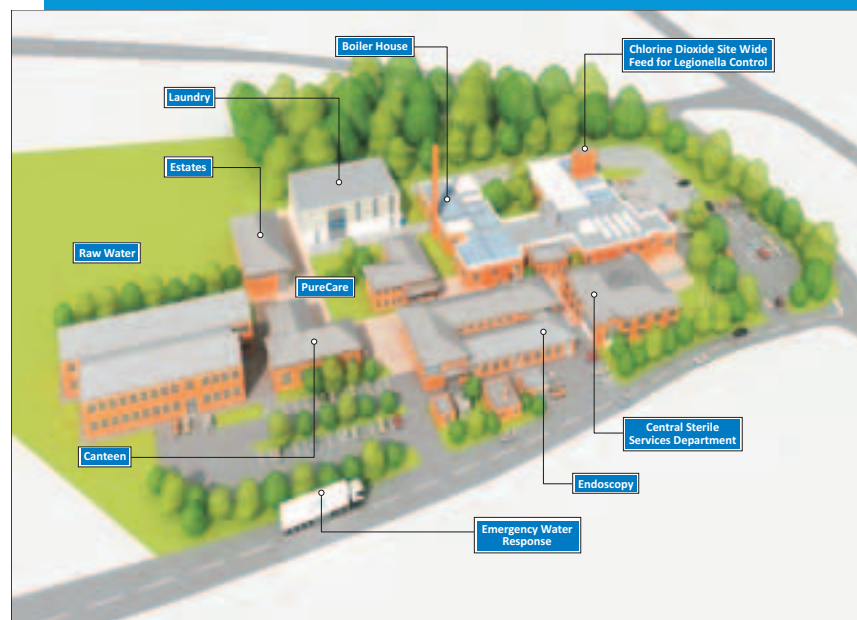 Boiler House
Chlorine Dioxide Site Wide
Feed for Legionella Control
Laundry
Estates
Raw Water
PureCare
Central Sterile
Services Department
Canteen
Endoscopy
Emergency Water
Response